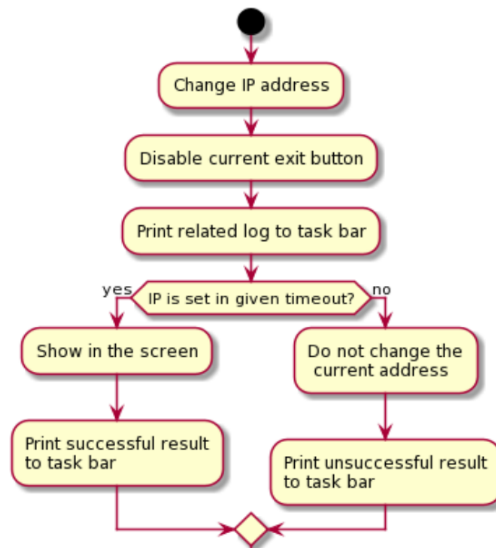 Change IP address
Disable current exit button
Print related log to task bar
yes
IP is set in given timeout?
no
Show in the screen
Do not change the
current address
Print successful result
to task bar
Print unsuccessful result
to task bar